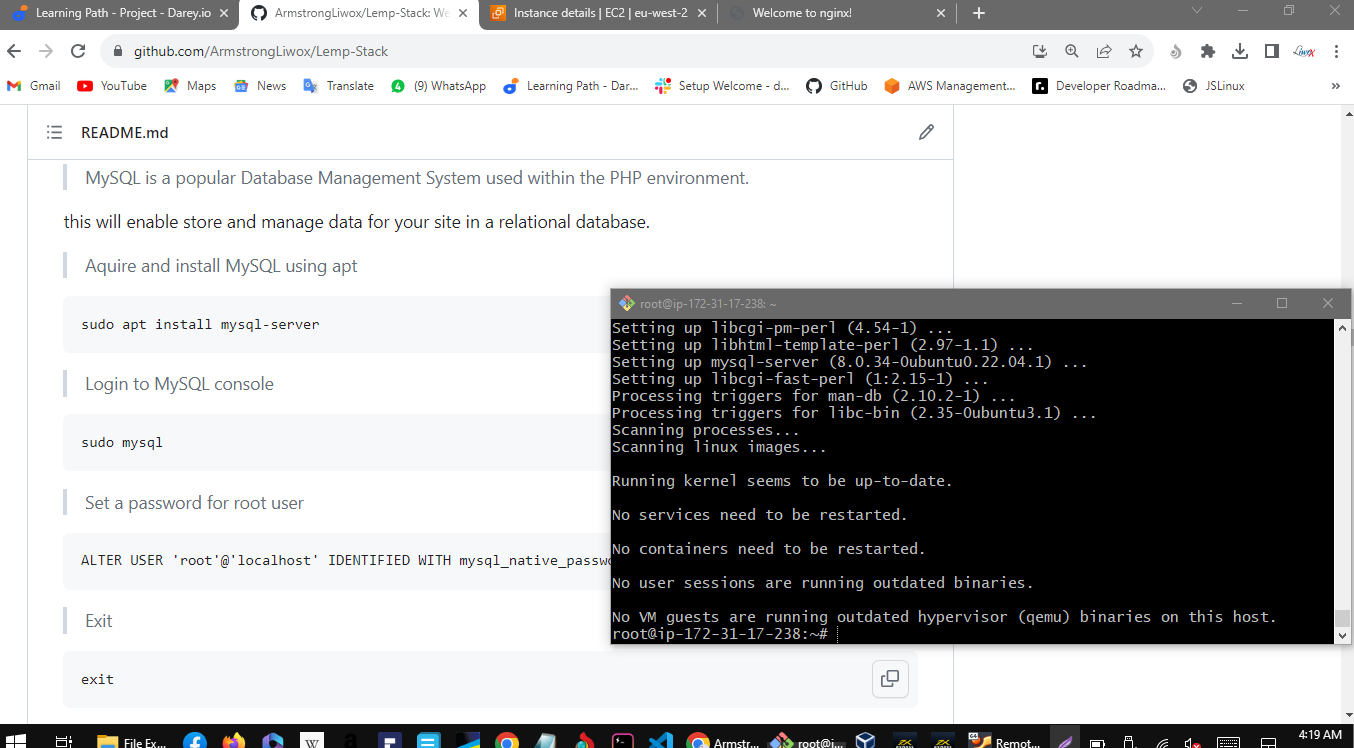 Learning Path - Project - Darey.io
ArmstrongLiwox/Lemp-Stack: We
Instance details | EC2 | eu-west-2
Welcome to nginx!
github.com/ArmstrongLiwox/Lemp-Stack
Gmail
YouTube
Maps
News
Translate
(9) WhatsApp
Learning Path - Dar...
Setup Welcome - d...
GitHub
AWS Management...
Developer Roadma...
JSLinux
»
README.md
MySQL is a popular Database Management System used within the PHP environment.
this will enable store and manage data for your site in a relational database.
Aquire and install MySQL using apt
sudo apt install mysql-server
Login to MySQL console
sudo mysql
Set a password for root user
ALTER USER 'root'@'localhost' IDENTIFIED WITH mysql_native_passwo
Exit
exit
root@ip-172-31-17-238: ~
Setting up libcgi-pm-perl (4.54-1) ...
Setting up libhtml-template-perl (2.97-1.1) ...
Setting up mysql-server (8.0.34-0ubuntu0.22.04.1) ...
Setting up libcgi-fast-perl (1:2.15-1) ...
Processing triggers for man-db (2.10.2-1) ...
Processing triggers for libc-bin (2.35-0ubuntu3.1) ...
Scanning processes...
Scanning linux images...
Running kernel seems to be up-to-date.
No services need to be restarted.
No containers need to be restarted.
No user sessions are running outdated binaries.
No VM guests are running outdated hypervisor (qemu) binaries on this host.
root@ip-172-31-17-238:~#
File Ex...
Armstr...
root@i...
Remot...
4:19 AM